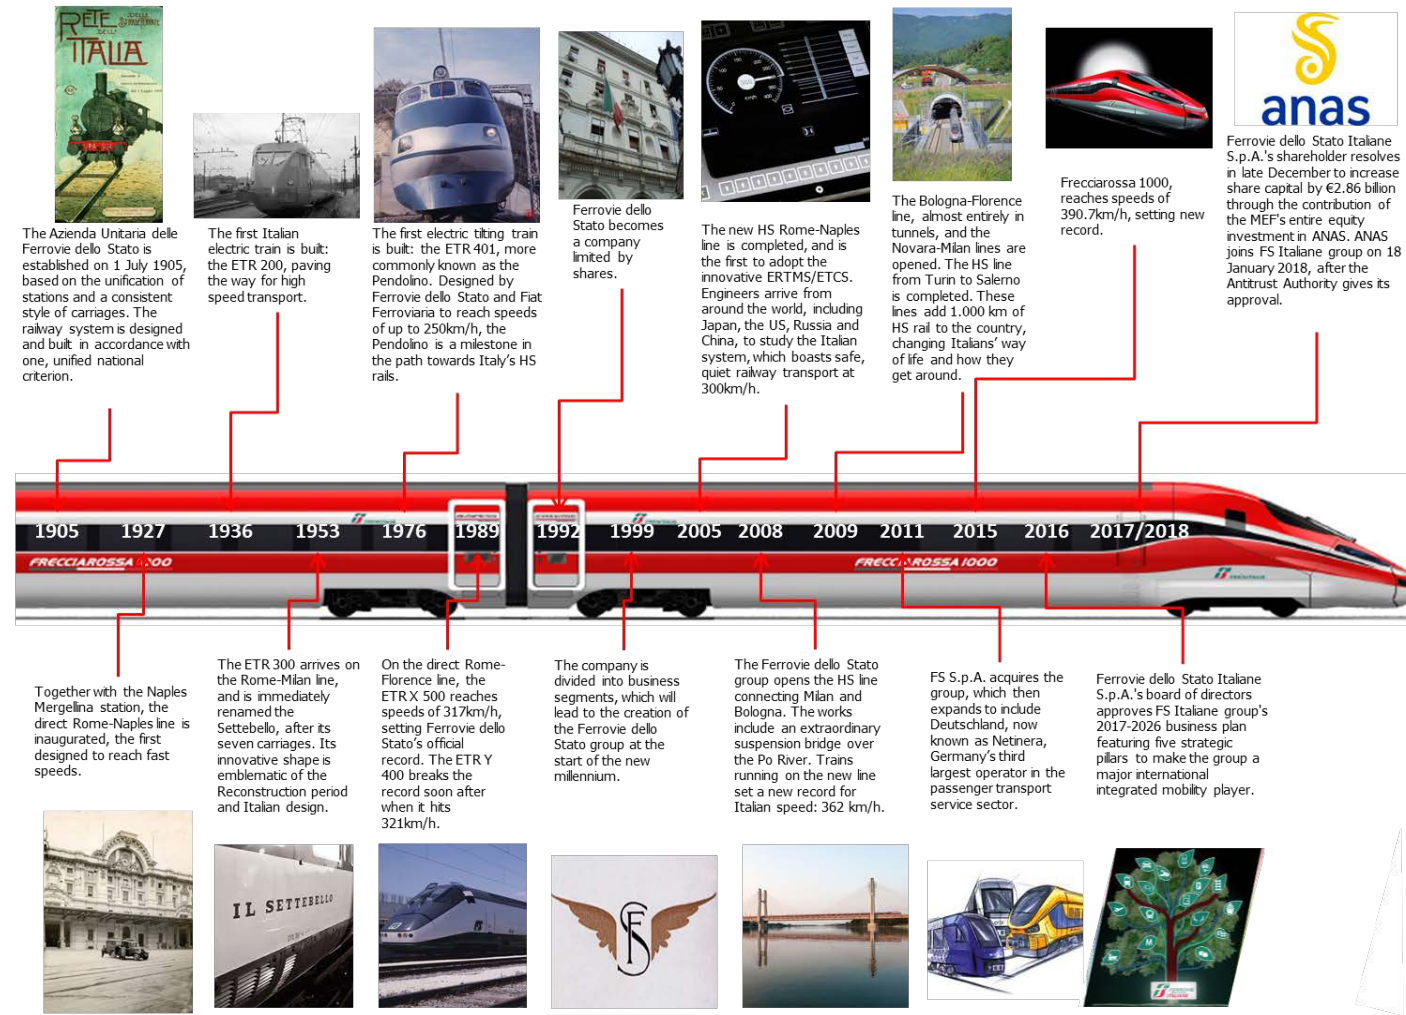 RETE
DELLE
ITALIA
anas
The Azienda Unitaria delle
Ferrovie dello Stato is
established on 1 July 1905,
based on the unification of
stations and a consistent
style of carriages. The
railway system is designed
and built in accordance with
one, unified national
criterion.
The first Italian
electric train is built:
the ETR 200, paving
the way for high
speed transport.
The first electric tilting train
is built: the ETR 401, more
commonly known as the
Pendolino. Designed by
Ferrovie dello Stato and Fiat
Ferroviaria to reach speeds
of up to 250km/h, the
Pendolino is a milestone in
the path towards Italy's HS
rails.
Ferrovie dello
Stato becomes
a company
limited by
shares.
The new HS Rome-Naples
line is completed, and is
the first to adopt the
innovative ERTMS/ETCS.
Engineers arrive from
around the world, including
Japan, the US, Russia and
China, to study the Italian
system, which boasts safe,
quiet railway transport at
300km/h.
The Bologna-Florence
line, almost entirely in
tunnels, and the
Novara-Milan lines are
opened. The HS line
from Turin to Salerno
is completed. These
lines add 1.000 km of
HS rail to the country,
changing Italians' way
of life and how they
get around.
Frecciarossa 1000,
reaches speeds of
390.7km/h, setting new
record.
Ferrovie dello Stato Italiane
S.p.A.'s shareholder resolves
in late December to increase
share capital by €2.86 billion
through the contribution of
the MEF's entire equity
investment in ANAS. ANAS
joins FS Italiane group on 18
January 2018, after the
Antitrust Authority gives its
approval.
1905 1927 1936 1953 1976 1989 1992 1999 2005 2008 2009 2011 2015 2016 2017/2018
FRECCIAROSSA 1000
FRECCIAROSSA 1000
Together with the Naples
Mergellina station, the
direct Rome-Naples line is
inaugurated, the first
designed to reach fast
speeds.
The ETR 300 arrives on
the Rome-Milan line,
and is immediately
renamed the
Settebello, after its
seven carriages. Its
innovative shape is
emblematic of the
Reconstruction period
and Italian design.
On the direct Rome-
Florence line, the
ETR X 500 reaches
speeds of 317km/h,
setting Ferrovie dello
Stato's official
record. The ETR Y
400 breaks the
record soon after
when it hits
321km/h.
The company is
divided into business
segments, which will
lead to the creation of
the Ferrovie dello
Stato group at the
start of the new
millennium.
The Ferrovie dello Stato
group opens the HS line
connecting Milan and
Bologna. The works
include an extraordinary
suspension bridge over
the Po River. Trains
running on the new line
set a new record for
Italian speed: 362 km/h.
FS S.p.A. acquires the
group, which then
expands to include
Deutschland, now
known as Netinera,
Germany's third
largest operator in the
passenger transport
service sector.
Ferrovie dello Stato Italiane
S.p.A.'s board of directors
approves FS Italiane group's
2017-2026 business plan
featuring five strategic
pillars to make the group a
major international
integrated mobility player.
IL SETTEBELLO
FS